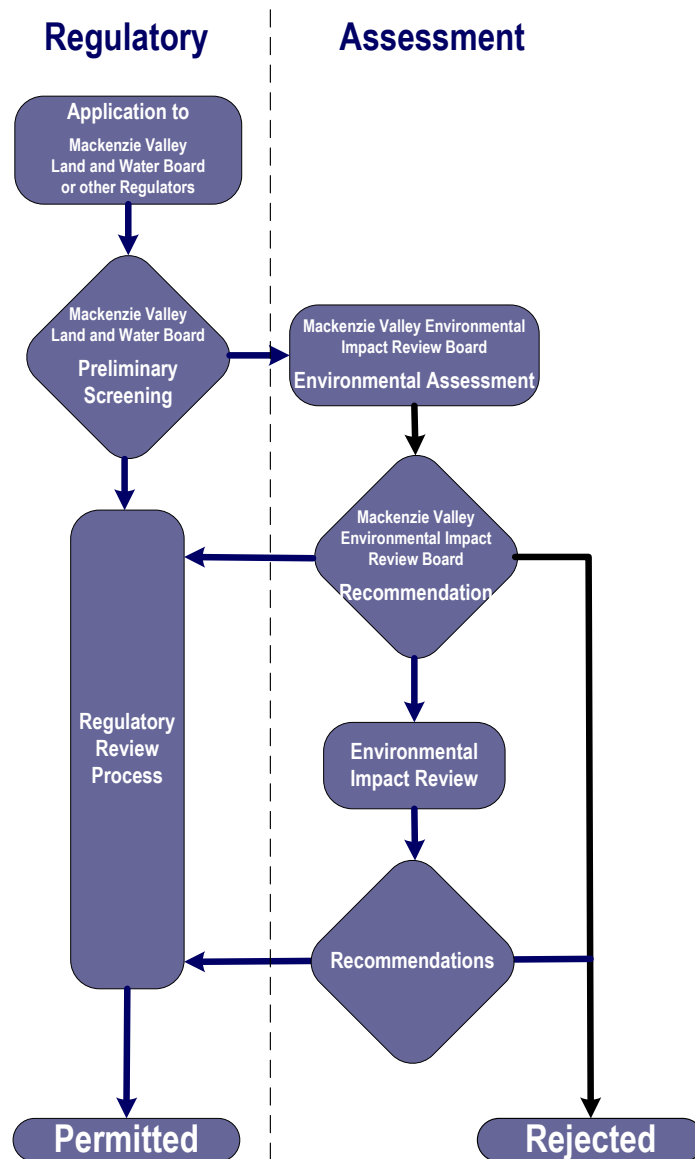 Regulatory
Assessment
Application to
Mackenzie Valley
Land and Water Board
or other Regulators
Mackenzie Valley
Land and Water Board
Preliminary
Screening
Mackenzie Valley Environmental
Impact Review Board
Environmental Assessment
Mackenzie Valley
Environmental Impact
Review Board
Recommendation
Regulatory
Review
Process
Environmental
Impact Review
Recommendations
Permitted
Rejected